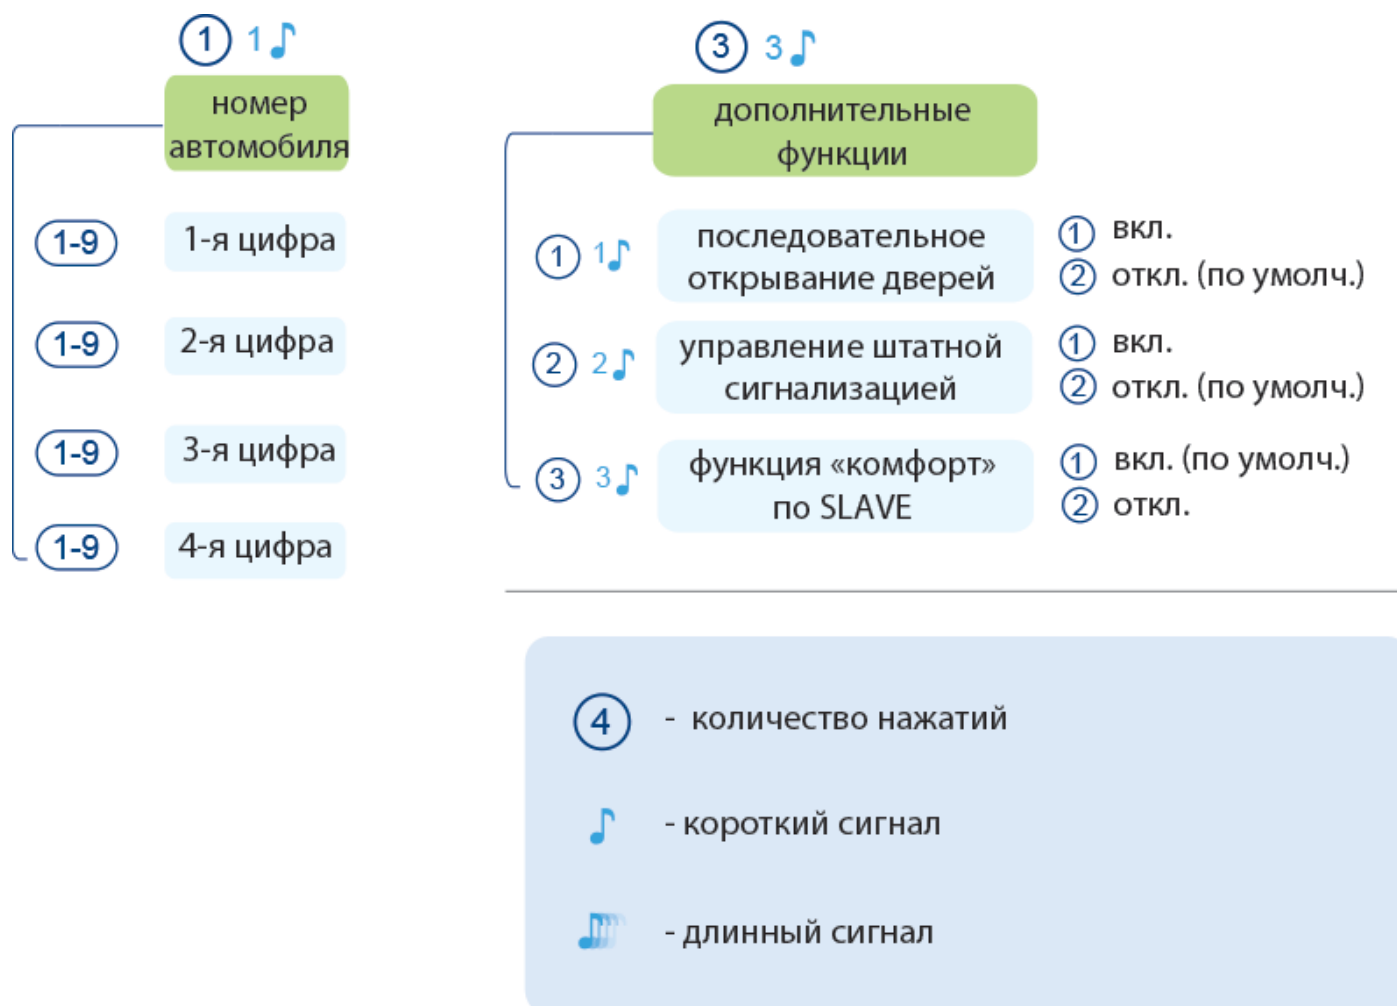 1 1
номер
автомобиля
1-9 1-я цифра
1-9 2-я цифра
1-9 3-я цифра
1-9 4-я цифра
3 3
дополнительные
функции
1 1 последовательное
открывание дверей
1 вкл.
2 откл. (по умолч.)
2 2 управление штатной
сигнализацией
1 вкл.
2 откл. (по умолч.)
3 3 функция «комфорт»
по SLAVE
1 вкл. (по умолч.)
2 откл.
4 - количество нажатий
- короткий сигнал
- длинный сигнал